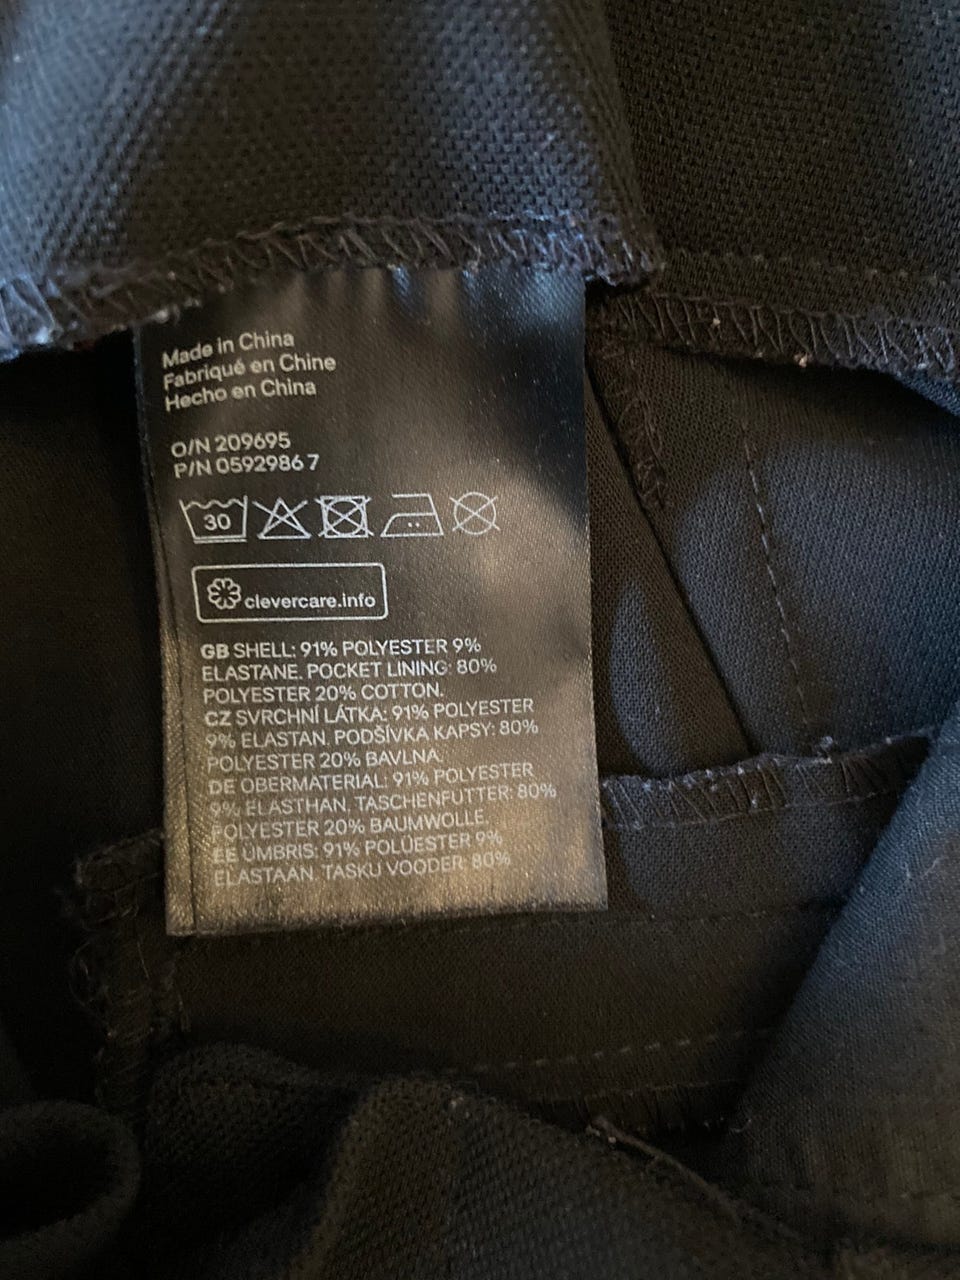 Made in China
Fabriqué en Chine
Hecho en China
O/N 209695
P/N 0592986 7
30
clevercare.info
GB SHELL: 91% POLYESTER 9%
ELASTANE. POCKET LINING: 80%
POLYESTER 20% COTTON.
CZ SVRCHNÍ LÁTKA: 91% POLYESTER
9% ELASTAN. PODŠÍVKA KAPSY: 80%
POLYESTER 20% BAVLNA.
DE OBERMATERIAL: 91% POLYESTER
9% ELASTHAN. TASCHENFUTTER: 80%
POLYESTER 20% BAUMWOLLE.
EE ÜMBRIS: 91% POLÜESTER 9%
ELASTAAN. TASKU VOODER: 80%